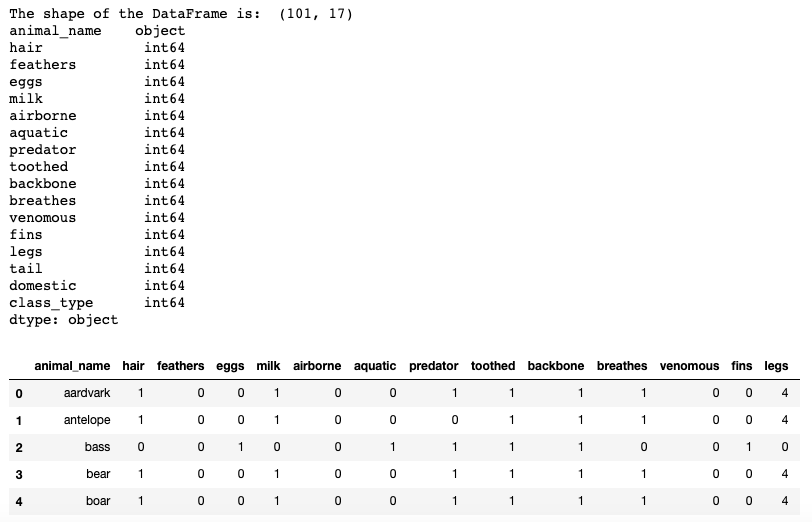 The shape of the DataFrame is:  (101, 17)
animal_name    object
hair            int64
feathers        int64
eggs            int64
milk            int64
airborne        int64
aquatic         int64
predator        int64
toothed         int64
backbone        int64
breathes        int64
venomous        int64
fins            int64
legs            int64
tail            int64
domestic        int64
class_type      int64
dtype: object
animal_name hair feathers eggs milk airborne aquatic predator toothed backbone breathes venomous fins legs
0 aardvark 1 0 0 1 0 0 1 1 1 1 0 0 4
1 antelope 1 0 0 1 0 0 0 1 1 1 0 0 4
2 bass 0 0 1 0 0 1 1 1 1 0 0 1 0
3 bear 1 0 0 1 0 0 1 1 1 1 0 0 4
4 boar 1 0 0 1 0 0 1 1 1 1 0 0 4